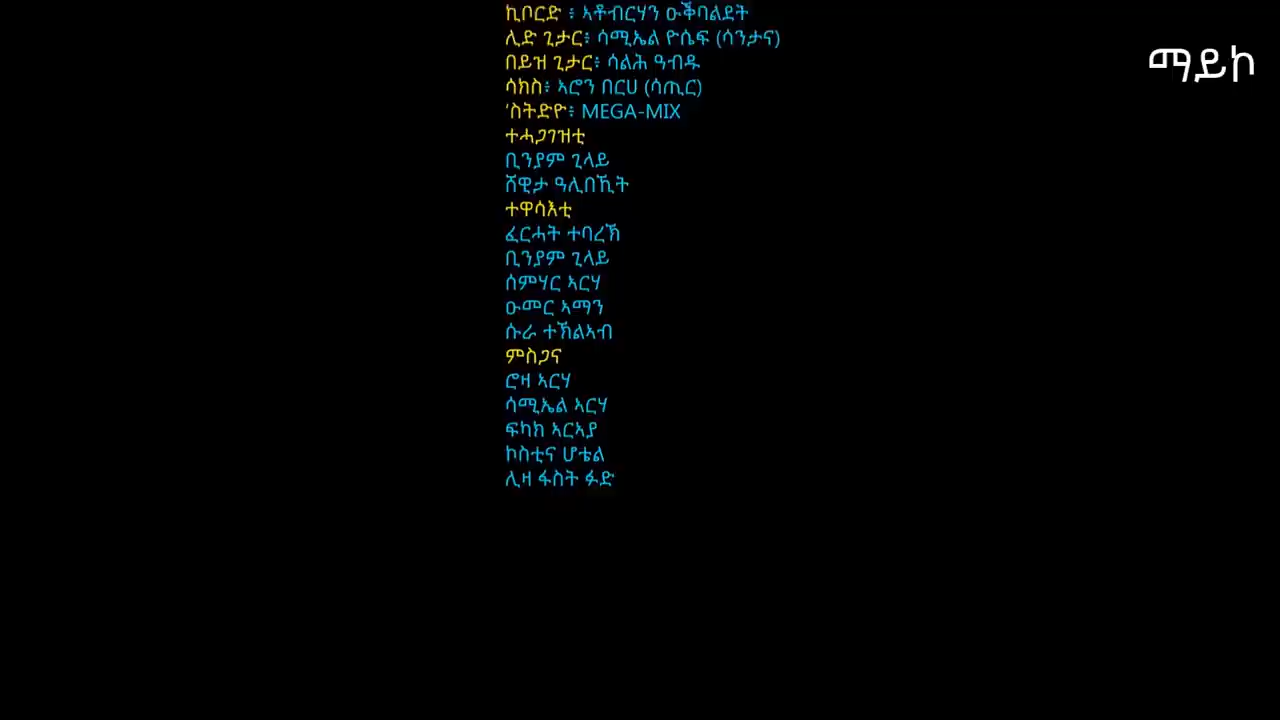 ኪቦርድ ፥ ኣቶብርሃን ዑቕባልደት
ሊድ ጊታር፥ ሳሚኤል ዮሴፍ (ሳንታና)
በይዝ ጊታር፥ ሳልሕ ዓብዱ
ሳክስ፥ ኣሮን በርሀ (ሳጢር)
’ስትድዮ፥ MEGA-MIX
ተሓጋገዝቲ
ቢንያም ጊላይ
ሸዊታ ዓሊበኺት
ተዋሳእቲ
ፈርሓት ተባረኽ
ቢንያም ጊላይ
ሰምሃር ኣርሃ
ዑመር ኣማን
ሱራ ተኽልኣብ
ምስጋና
ሮዛ ኣርሃ
ሳሚኤል ኣርሃ
ፍካክ ኣርኣያ
ኮስቲና ሆቴል
ሊዛ ፋስት ፉድ
ማይኮ